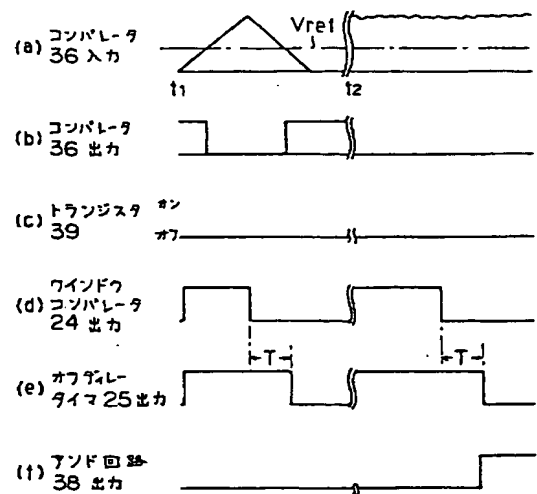 (a) コンパレータ
36 入力
Vref
t1
t2
(b) コンパレータ
36 出力
(c) トランジスタ
39
オン
オフ
(d) ウインドウ
コンパレータ
24 出力
T
T
(e) オフディレー
タイマ 25 出力
(f) アンド回路
38 出力